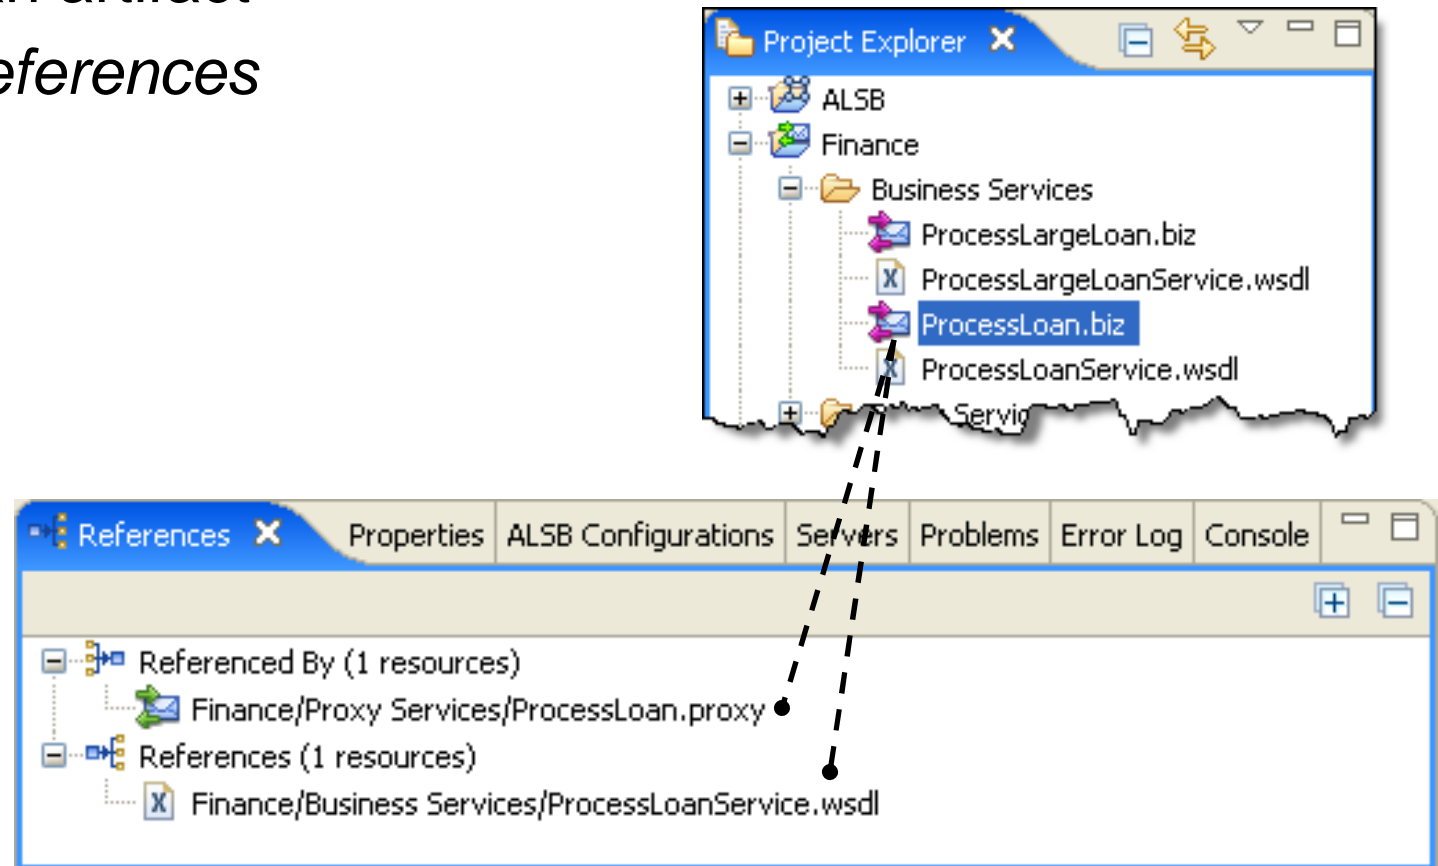 artifact
eferences
Project Explorer
ALSB
Finance
Business Services
ProcessLargeLoan.biz
ProcessLargeLoanService.wsdl
ProcessLoan.biz
ProcessLoanService.wsdl
Servic
References Properties ALSB Configurations Servers Problems Error Log Console
Referenced By (1 resources)
Finance/Proxy Services/ProcessLoan.proxy
References (1 resources)
Finance/Business Services/ProcessLoanService.wsdl